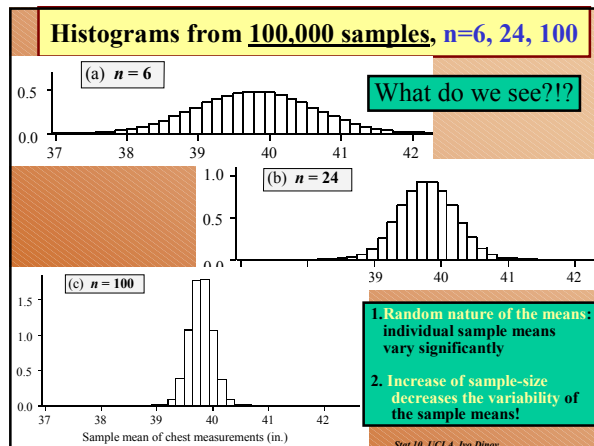 Histograms from 100,000 samples, n=6, 24, 100
(a) n = 6
What do we see?!?
0.5
0.0
37 38 39 40 41 42
(b) n = 24
1.0
0.5
0.0
39 40 41 42
(c) n = 100
1.5
1.0
0.5
0.0
37 38 39 40 41 42
Sample mean of chest measurements (in.)
1.Random nature of the means:
individual sample means
vary significantly
2. Increase of sample-size
decreases the variability of
the sample means!
Stat 10, UCLA, Ivo Dinov